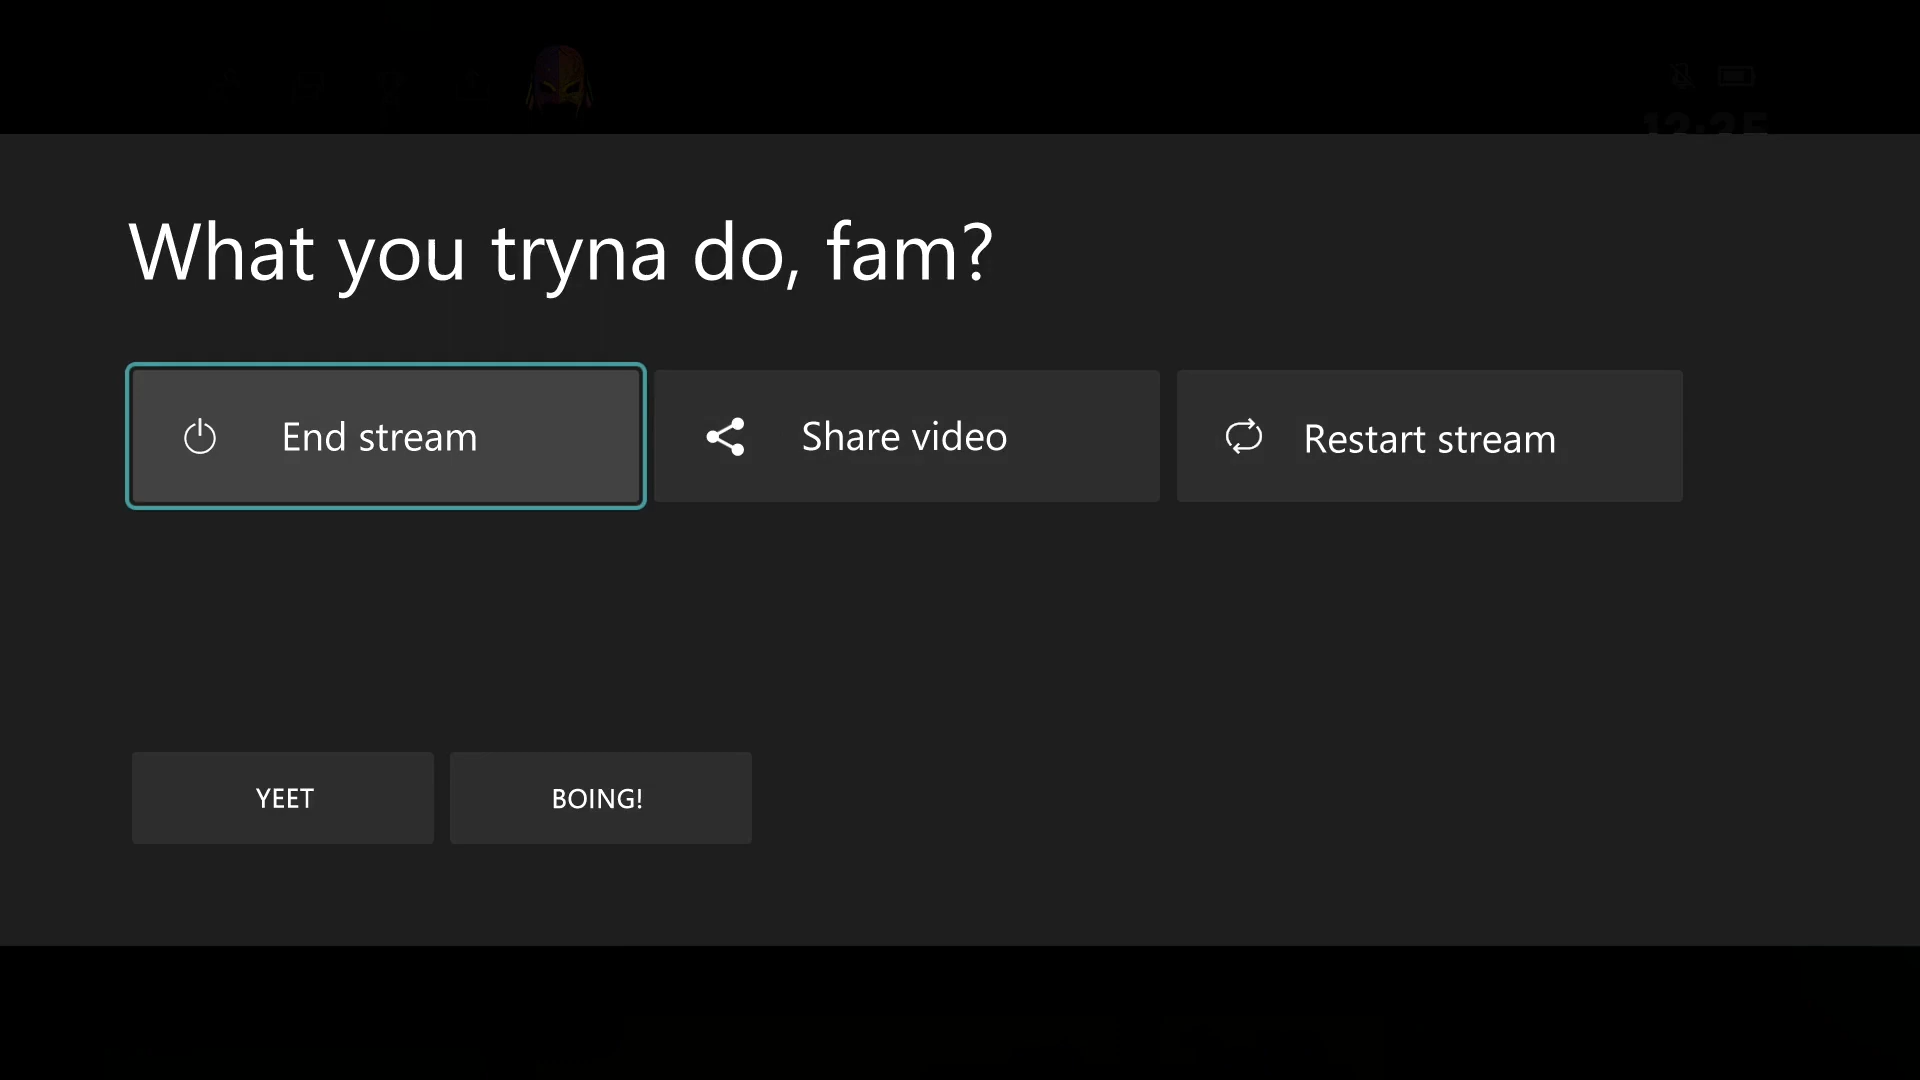 What you tryna do, fam?
End stream
Share video
Restart stream
YEET
BOING!